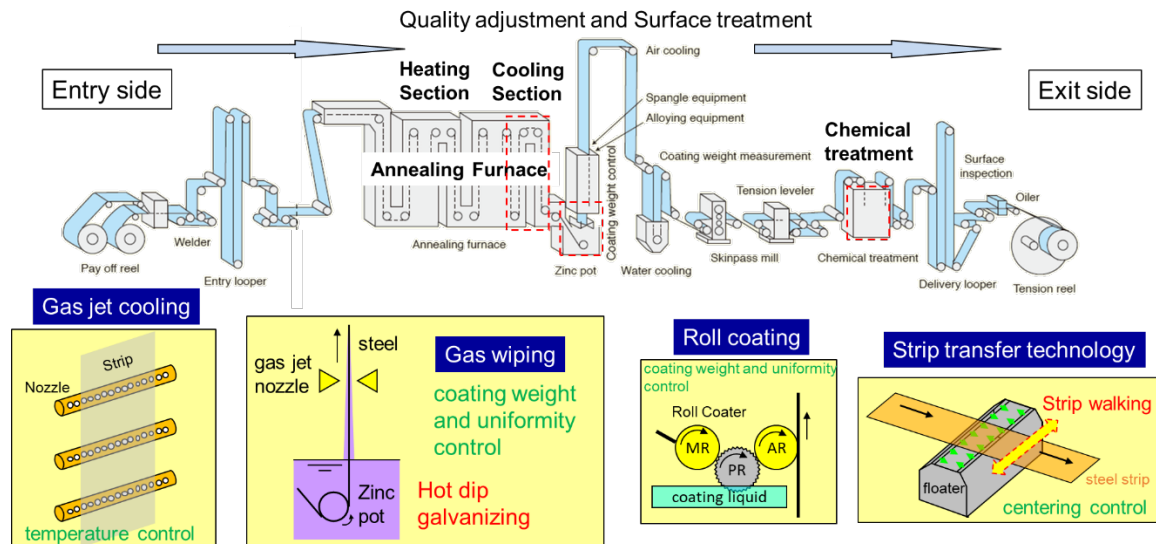 Quality adjustment and Surface treatment
Entry side
Exit side
Heating
Section
Cooling
Section
Air cooling
Spangle equipment
Alloying equipment
Annealing Furnace
Coating weight control
Coating weight measurement
Chemical
treatment
Tension leveler
Surface
inspection
Oiler
Welder
Pay off reel
Entry looper
Annealing furnace
Zinc pot
Water cooling
Skinpass mill
Chemical treatment
Delivery looper
Tension reel
Gas jet cooling
Strip
Nozzle
temperature control
steel
gas jet
nozzle
Gas wiping
coating weight
and uniformity
control
Zinc
pot
Hot dip
galvanizing
Roll coating
coating weight and uniformity
control
Roll Coater
MR
AR
PR
coating liquid
Strip transfer technology
Strip walking
steel strip
floater
centering control